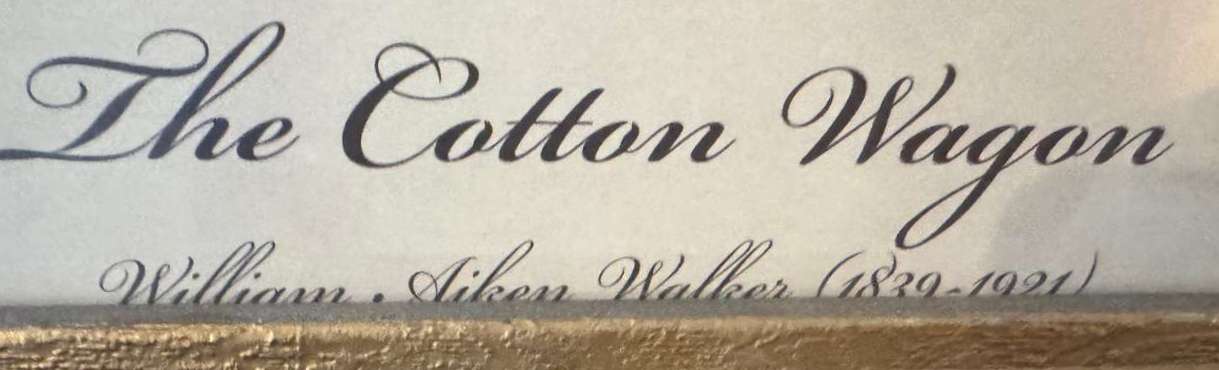 The Cotton Wagon
William . Aiken Walker (1839-1921)